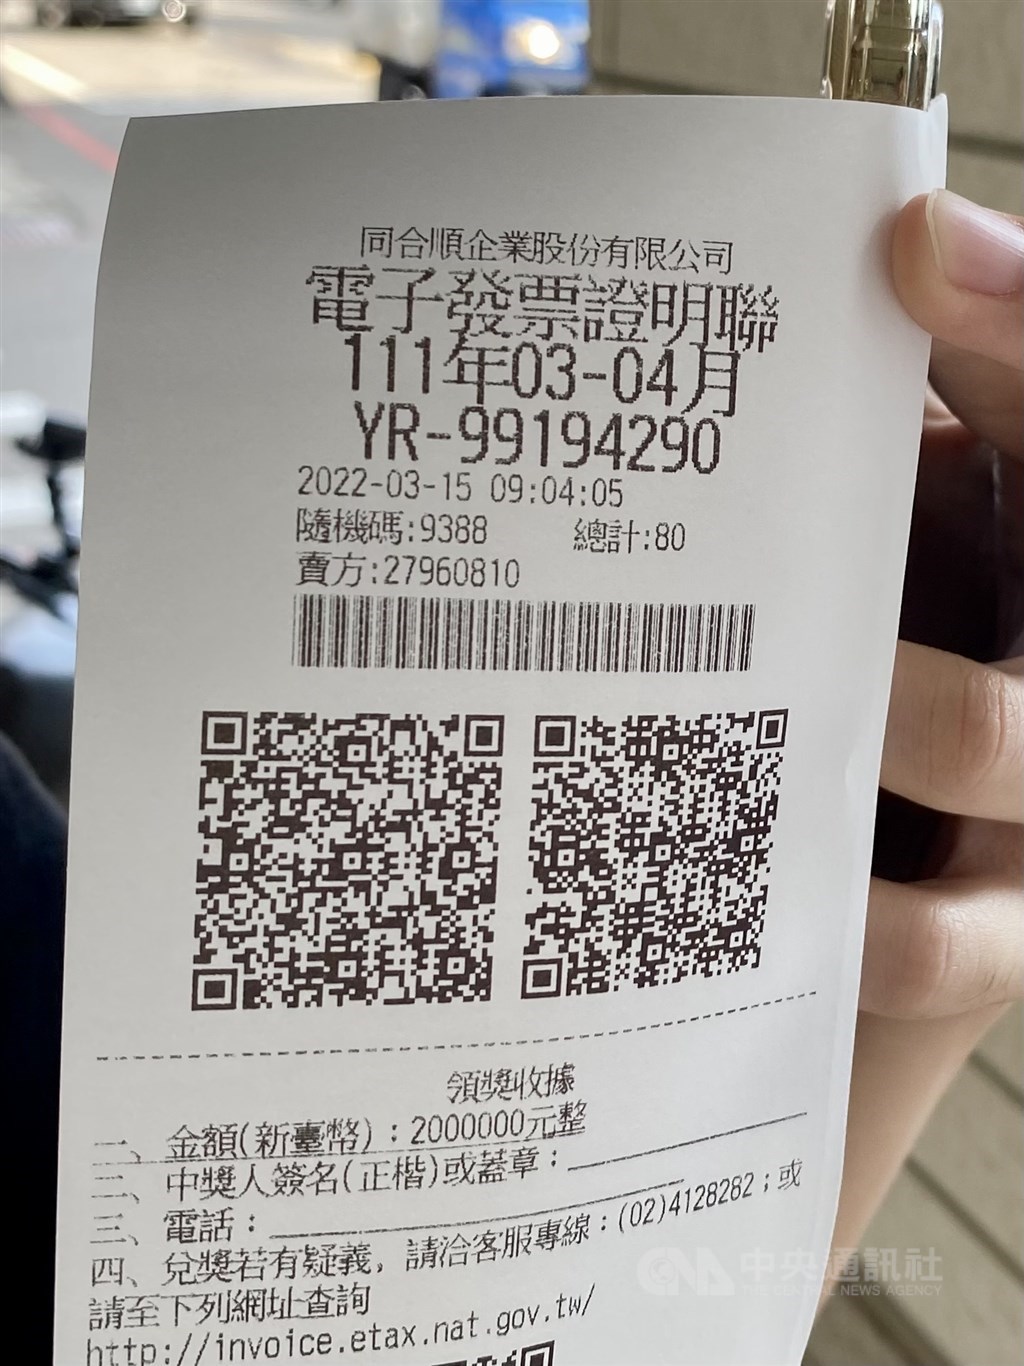 同合順企業股份有限公司
電子發票證明聯
111年03-04月
YR-99194290
2022-03-15 09:04:05
隨機碼:9388 總計:80
賣方:27960810
領獎收據
一、金額(新臺幣)：2000000元整
二、中獎人簽名(正楷)或蓋章：
三、電話：
四、兌獎若有疑義，請洽客服專線：(02)4128282；或
請至下列網址查詢
http://invoice.etax.nat.gov.tw/
CNA 中央通訊社
THE CENTRAL NEWS AGENCY